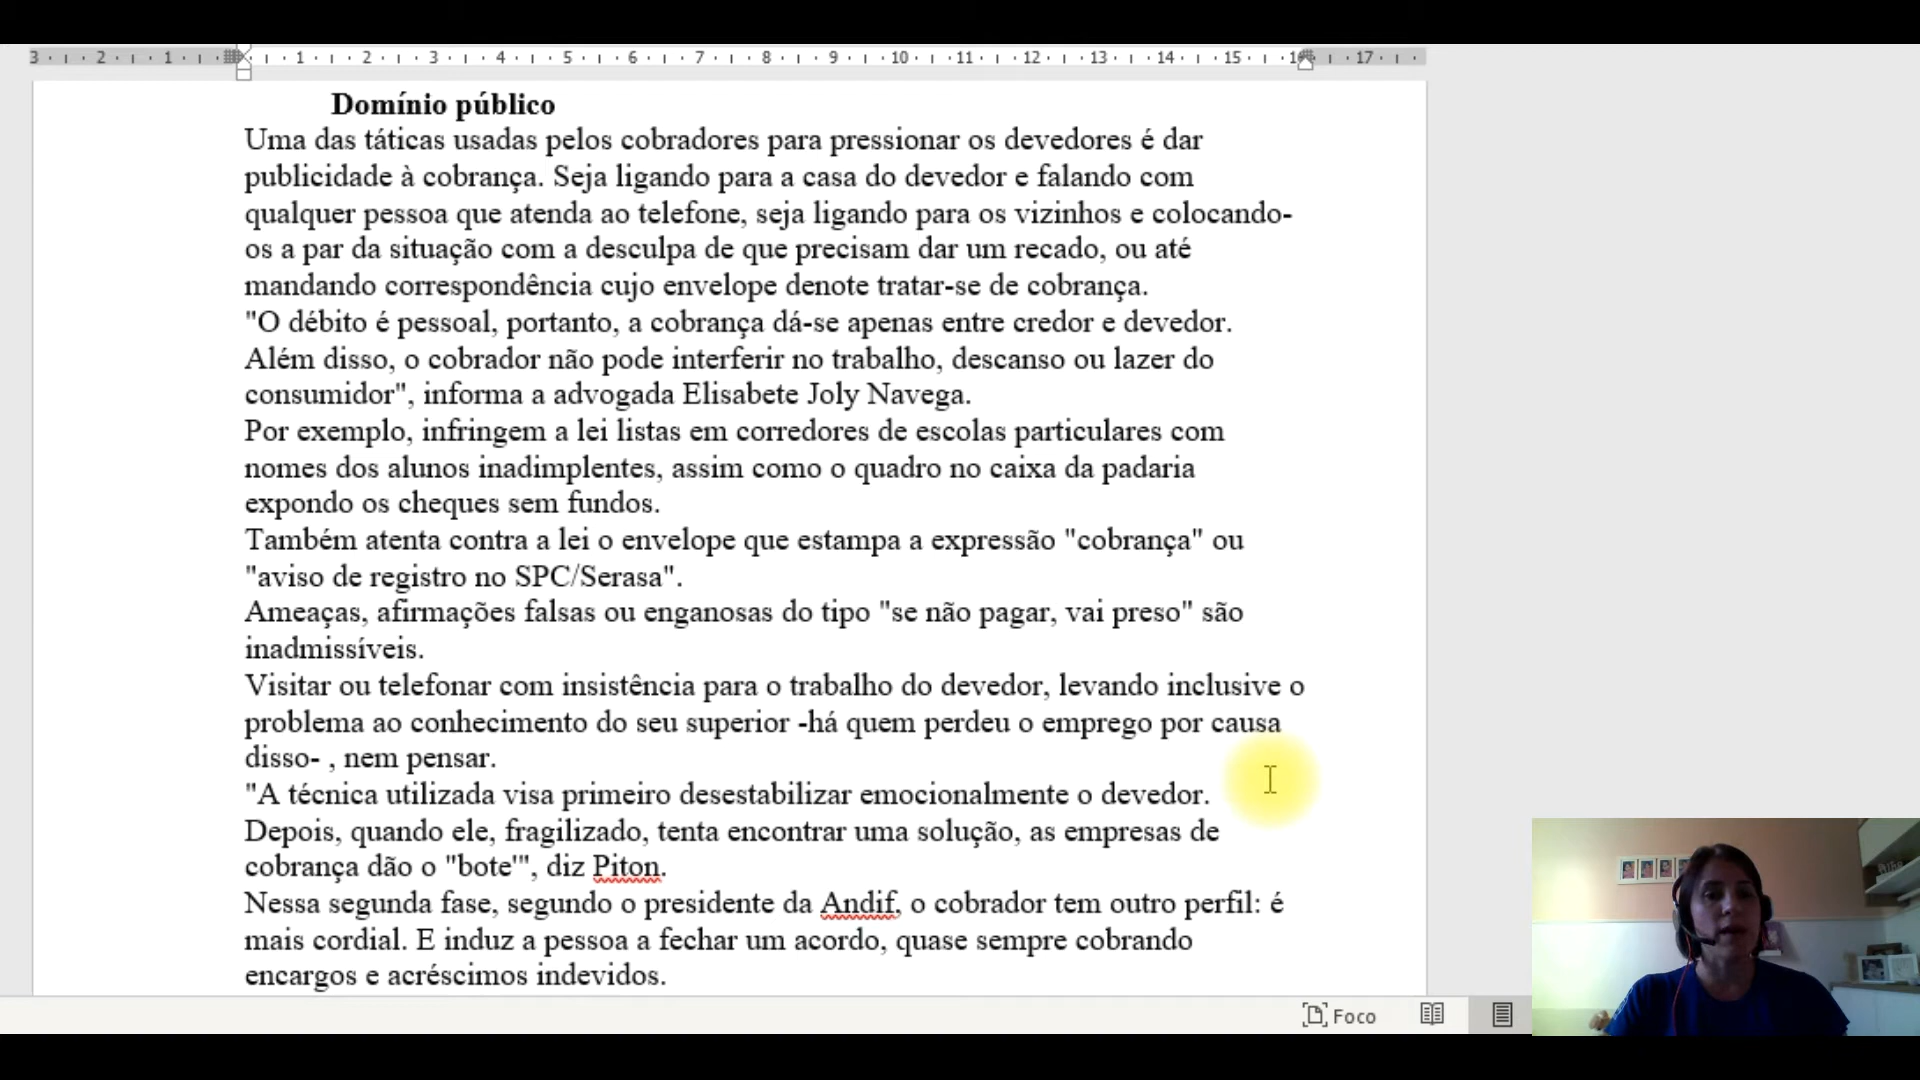 3 2 1 1 2 3 4 5 6 7 8 9 10 11 12 13 14 15 16 17
Domínio público
Uma das táticas usadas pelos cobradores para pressionar os devedores é dar
publicidade à cobrança. Seja ligando para a casa do devedor e falando com
qualquer pessoa que atenda ao telefone, seja ligando para os vizinhos e colocando-
os a par da situação com a desculpa de que precisam dar um recado, ou até
mandando correspondência cujo envelope denote tratar-se de cobrança.
"O débito é pessoal, portanto, a cobrança dá-se apenas entre credor e devedor.
Além disso, o cobrador não pode interferir no trabalho, descanso ou lazer do
consumidor", informa a advogada Elisabete Joly Navega.
Por exemplo, infringem a lei listas em corredores de escolas particulares com
nomes dos alunos inadimplentes, assim como o quadro no caixa da padaria
expondo os cheques sem fundos.
Também atenta contra a lei o envelope que estampa a expressão "cobrança" ou
"aviso de registro no SPC/Serasa".
Ameaças, afirmações falsas ou enganosas do tipo "se não pagar, vai preso" são
inadmissíveis.
Visitar ou telefonar com insistência para o trabalho do devedor, levando inclusive o
problema ao conhecimento do seu superior -há quem perdeu o emprego por causa
disso- , nem pensar.
"A técnica utilizada visa primeiro desestabilizar emocionalmente o devedor.
Depois, quando ele, fragilizado, tenta encontrar uma solução, as empresas de
cobrança dão o "bote'", diz Piton.
Nessa segunda fase, segundo o presidente da Andif, o cobrador tem outro perfil: é
mais cordial. E induz a pessoa a fechar um acordo, quase sempre cobrando
encargos e acréscimos indevidos.
Foco